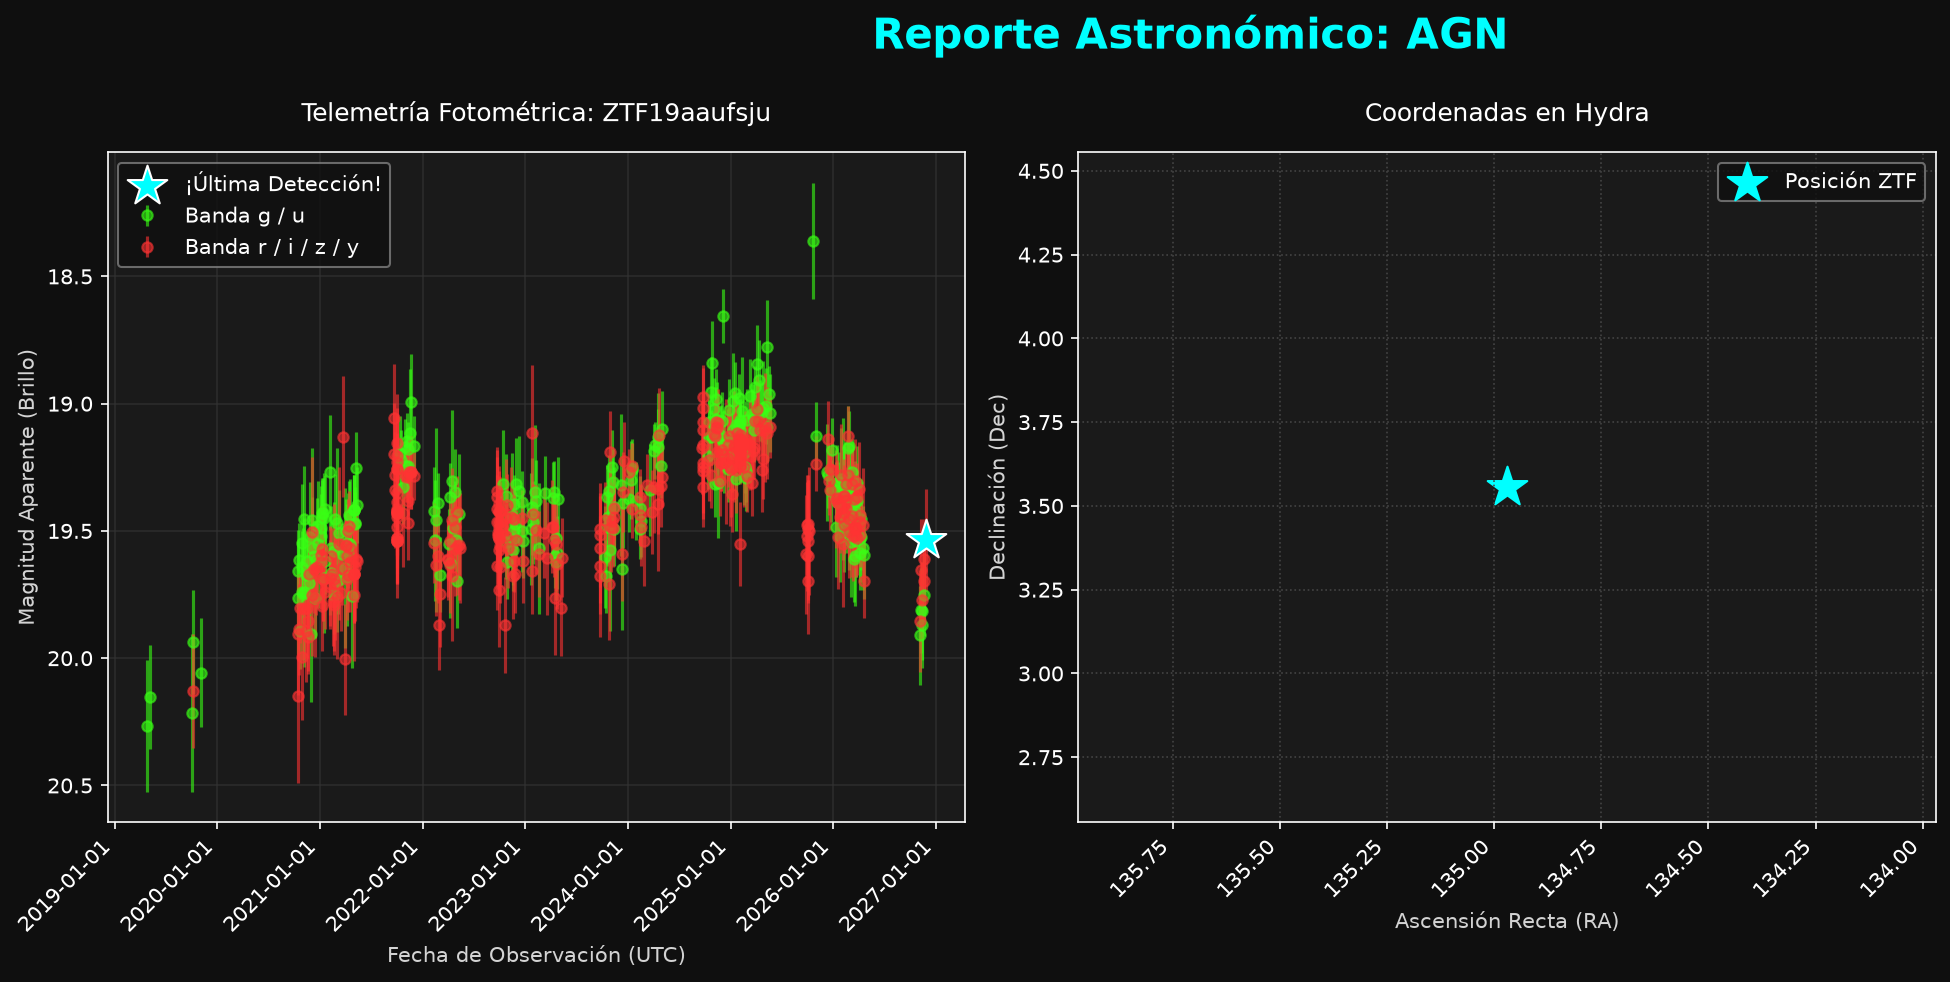 Reporte Astronómico: AGN
Telemetría Fotométrica: ZTF19aaufsju
¡Última Detección!
Banda g / u
Banda r / i / z / y
Magnitud Aparente (Brillo)
18.5
19.0
19.5
20.0
20.5
2019-01-01
2020-01-01
2021-01-01
2022-01-01
2023-01-01
2024-01-01
2025-01-01
2026-01-01
2027-01-01
Fecha de Observación (UTC)
Coordenadas en Hydra
Posición ZTF
Declinación (Dec)
4.50
4.25
4.00
3.75
3.50
3.25
3.00
2.75
135.75
135.50
135.25
135.00
134.75
134.50
134.25
134.00
Ascensión Recta (RA)